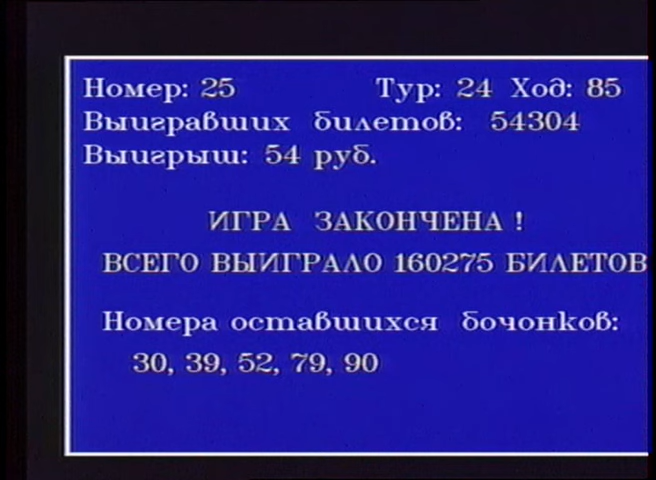 Номер: 25 Тур: 24 Ход: 85
Выигравших билетов: 54304
Выигрыш: 54 руб.
ИГРА ЗАКОНЧЕНА !
ВСЕГО ВЫИГРАЛО 160275 БИЛЕТОВ
Номера оставшихся бочонков:
30, 39, 52, 79, 90